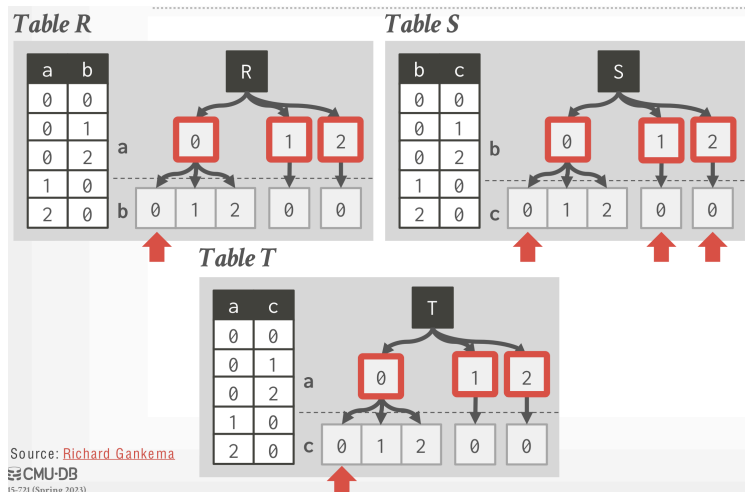 Table R
a b
0 0
0 1
0 2
1 0
2 0
R
a
0 1 2
b
0 1 2 0 0
Table S
b c
0 0
0 1
0 2
1 0
2 0
S
b
0 1 2
c
0 1 2 0 0
Table T
a c
0 0
0 1
0 2
1 0
2 0
T
a
0 1 2
c
0 1 2 0 0
Source: Richard Gankema
CMU-DB
15-721 (Spring 2023)